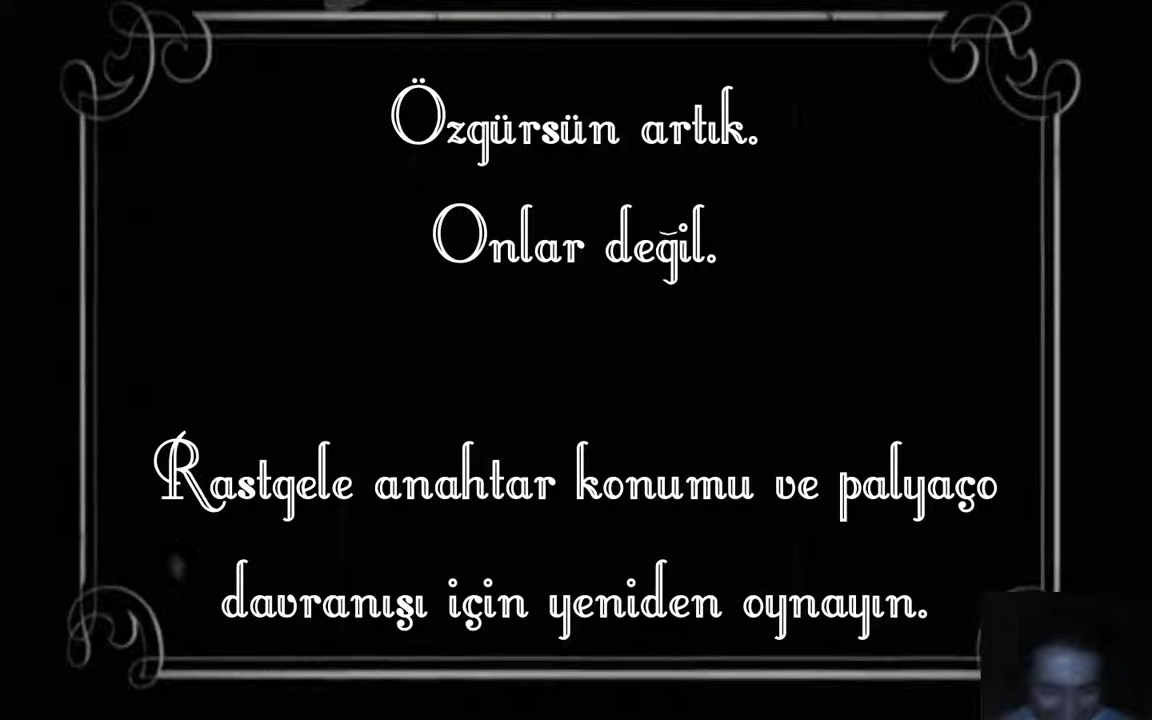 Özgürsün artık.
Onlar değil.
Rastgele anahtar konumu ve palyaço
davranışı için yeniden oynayın.